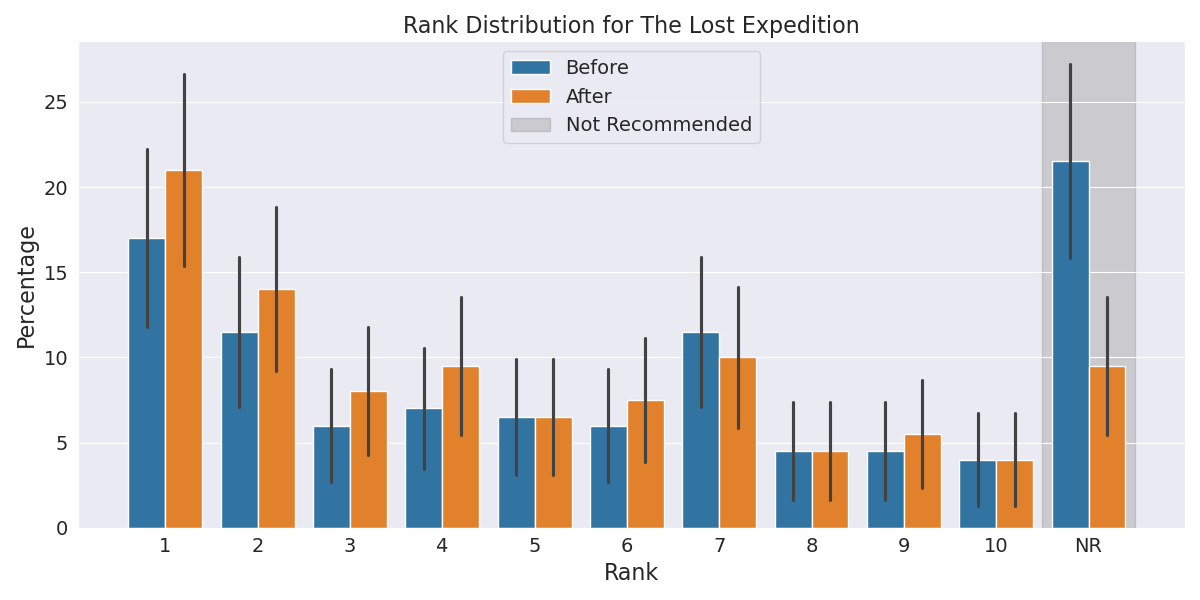 Rank Distribution for The Lost Expedition
Before
After
Not Recommended
Percentage
25
20
15
10
5
0
1 2 3 4 5 6 7 8 9 10 NR
Rank